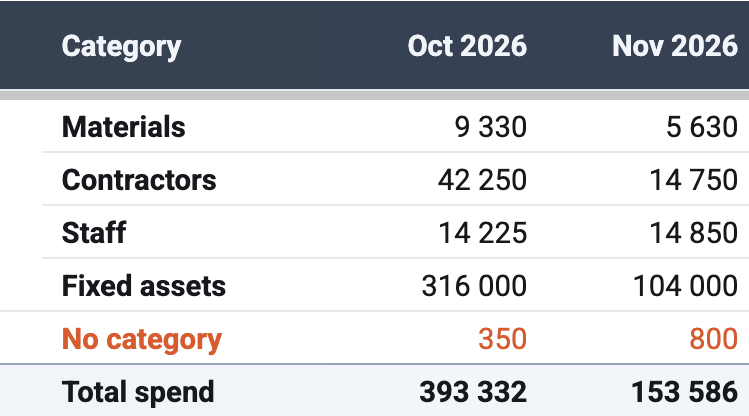 Category Oct 2026 Nov 2026
Materials 9 330 5 630
Contractors 42 250 14 750
Staff 14 225 14 850
Fixed assets 316 000 104 000
No category 350 800
Total spend 393 332 153 586